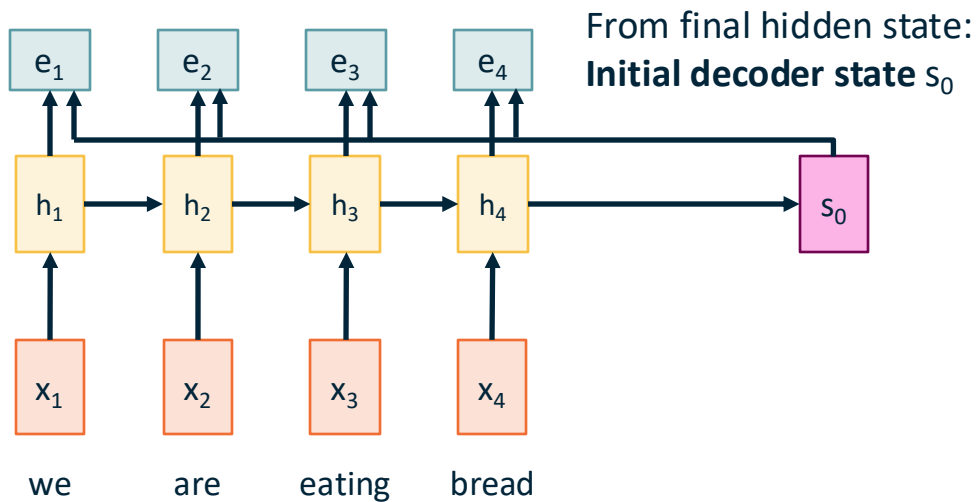 From final hidden state:
Initial decoder state s₀
e₁ e₂ e₃ e₄
h₁ h₂ h₃ h₄ s₀
x₁ x₂ x₃ x₄
we are eating bread